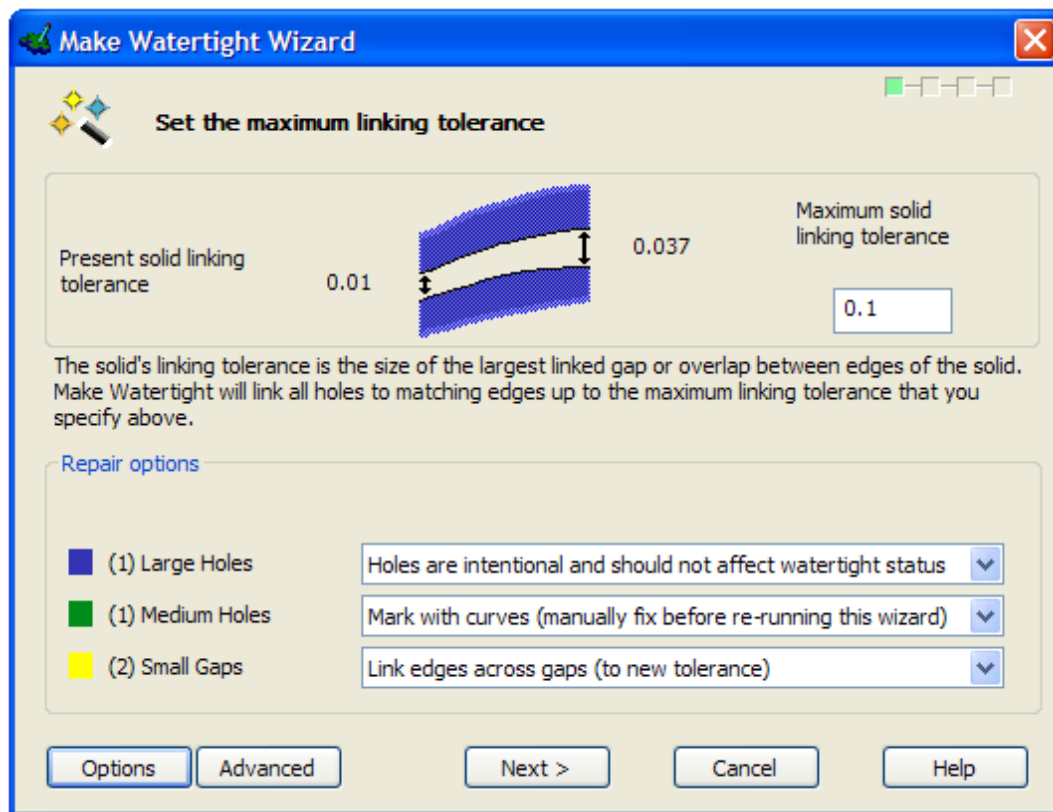 Make Watertight Wizard
Set the maximum linking tolerance
Present solid linking
tolerance
0.01
0.037
Maximum solid
linking tolerance
0.1
The solid's linking tolerance is the size of the largest linked gap or overlap between edges of the solid.
Make Watertight will link all holes to matching edges up to the maximum linking tolerance that you
specify above.
Repair options
(1) Large Holes
Holes are intentional and should not affect watertight status
(1) Medium Holes
Mark with curves (manually fix before re-running this wizard)
(2) Small Gaps
Link edges across gaps (to new tolerance)
Options
Advanced
Next >
Cancel
Help